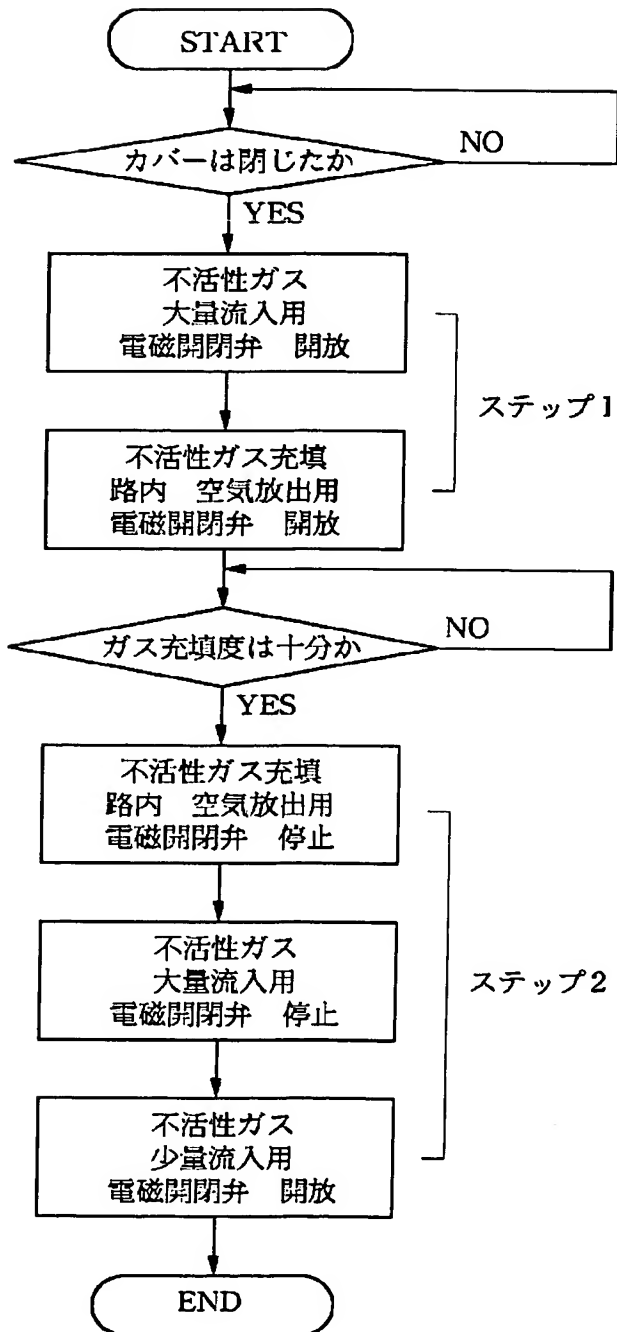 START
カバーは閉じたか
NO
YES
不活性ガス
大量流入用
電磁開閉弁 開放
ステップ1
不活性ガス充填
路内 空気放出用
電磁開閉弁 開放
ガス充填度は十分か
NO
YES
不活性ガス充填
路内 空気放出用
電磁開閉弁 停止
不活性ガス
大量流入用
電磁開閉弁 停止
ステップ2
不活性ガス
少量流入用
電磁開閉弁 開放
END